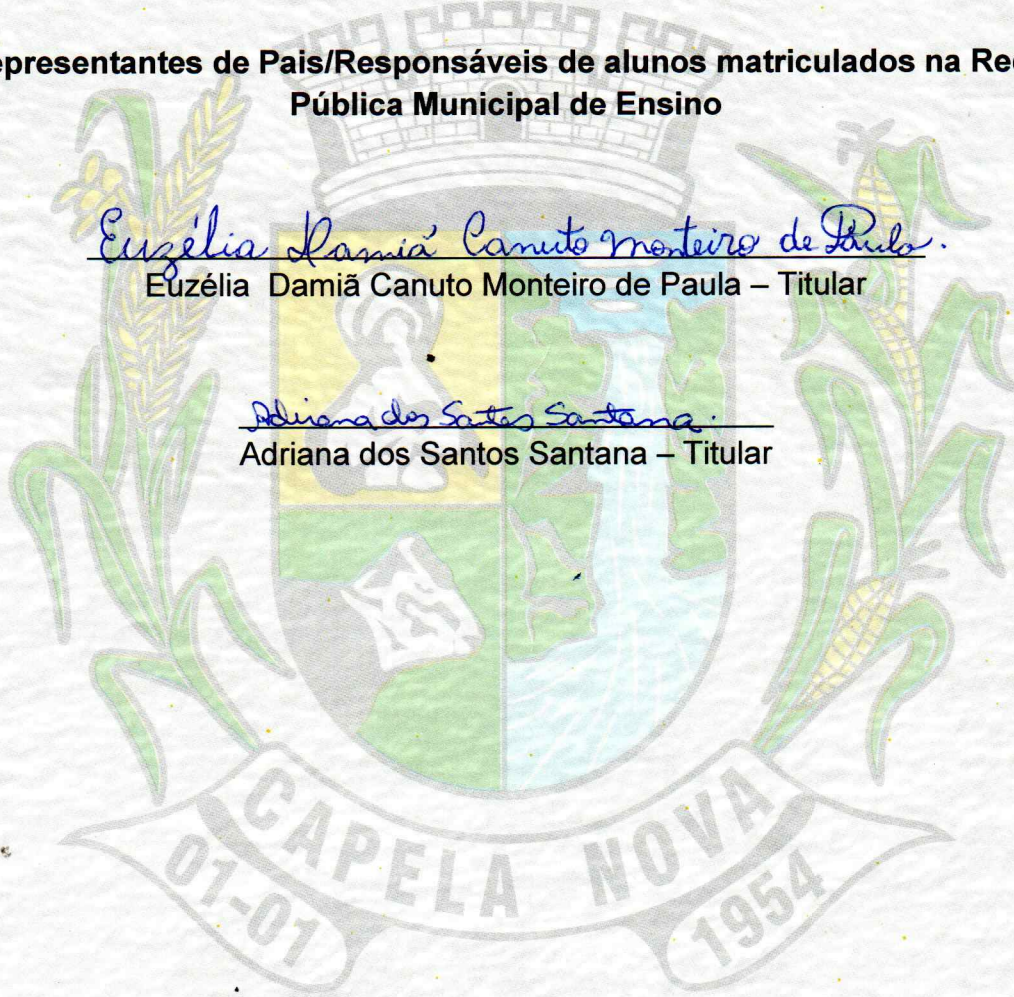 epresentantes de Pais/Responsáveis de alunos matriculados na Re
Pública Municipal de Ensino
Euzélia Damiá Canuto Monteiro de Paula.
Euzélia Damiã Canuto Monteiro de Paula – Titular
Adriana dos Santos Santana.
Adriana dos Santos Santana – Titular
CAPELA NOVA
01-01 1954